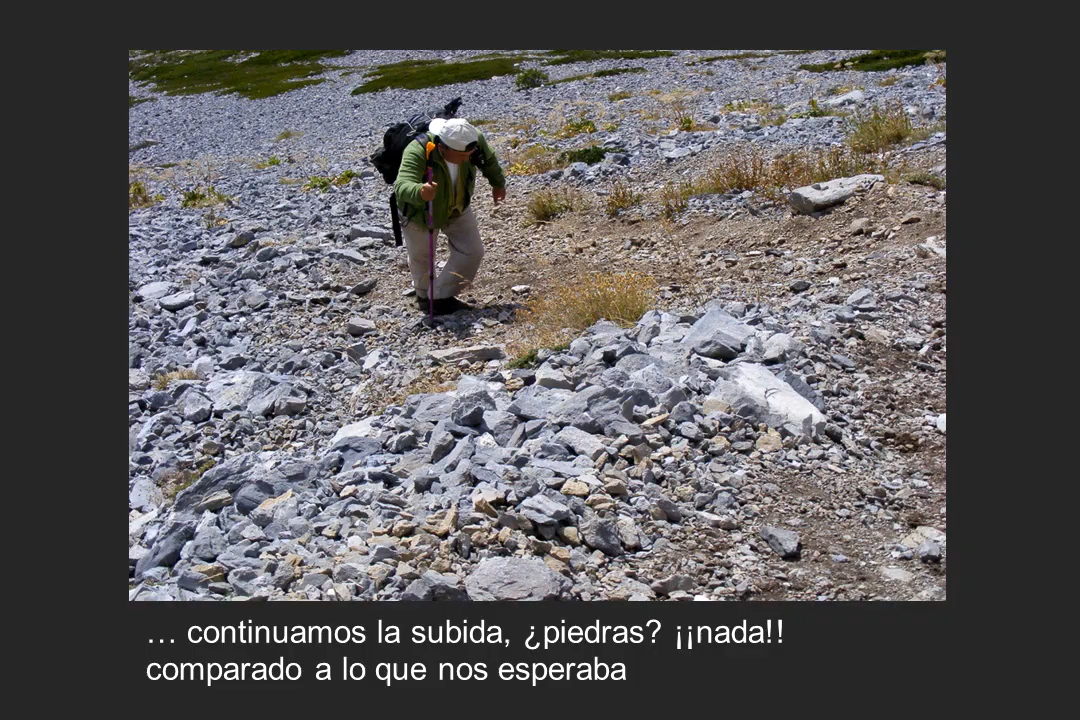 … continuamos la subida, ¿piedras? ¡¡nada!!
comparado a lo que nos esperaba